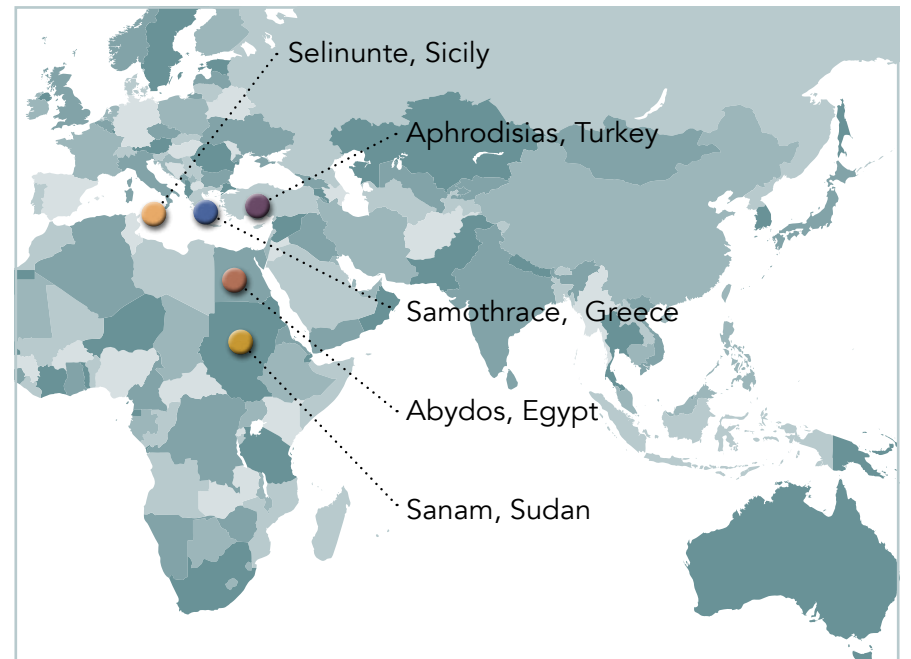 Selinunte, Sicily
Aphrodisias, Turkey
Samothrace, Greece
Abydos, Egypt
Sanam, Sudan